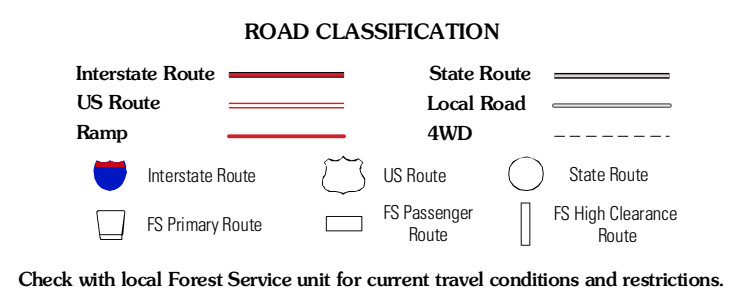 ROAD CLASSIFICATION
Interstate Route
State Route
US Route
Local Road
Ramp
4WD
Interstate Route
US Route
State Route
FS Primary Route
FS Passenger
Route
FS High Clearance
Route
Check with local Forest Service unit for current travel conditions and restrictions.